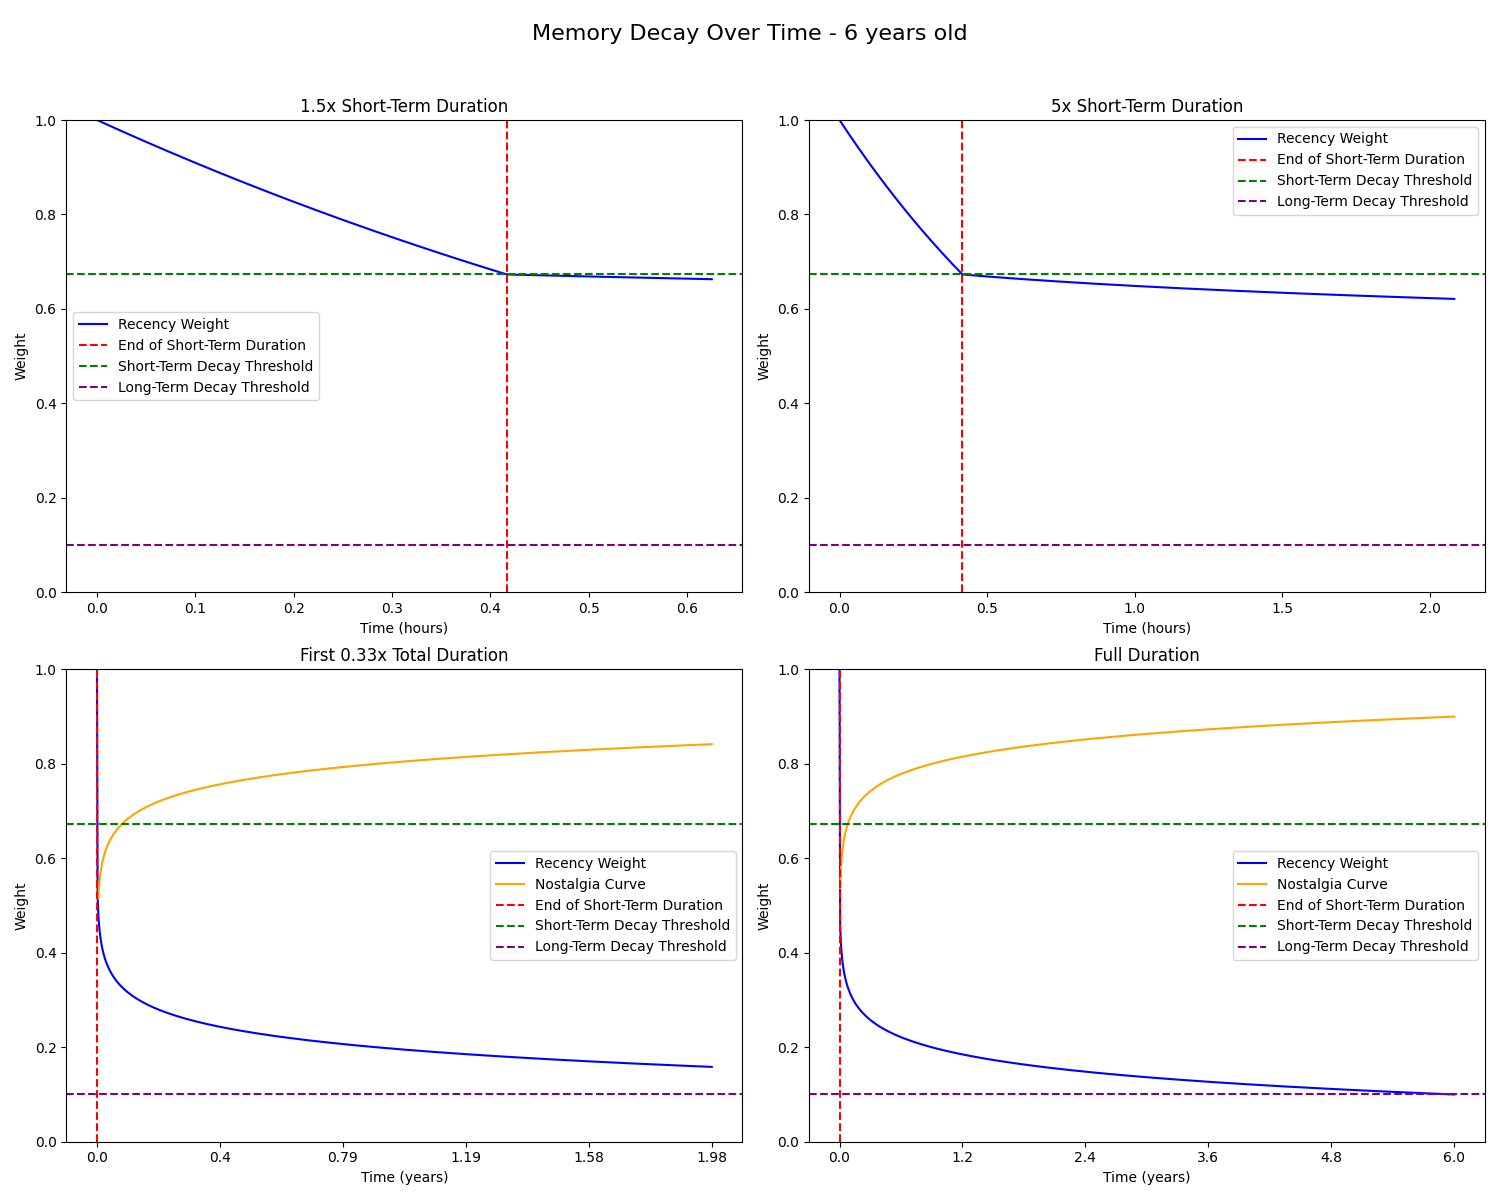 Memory Decay Over Time - 6 years old
1.5x Short-Term Duration
1.0
0.8
0.6
0.4
0.2
0.0
Weight
Recency Weight
End of Short-Term Duration
Short-Term Decay Threshold
Long-Term Decay Threshold
0.0 0.1 0.2 0.3 0.4 0.5 0.6
Time (hours)
5x Short-Term Duration
1.0
0.8
0.6
0.4
0.2
0.0
Weight
Recency Weight
End of Short-Term Duration
Short-Term Decay Threshold
Long-Term Decay Threshold
0.0 0.5 1.0 1.5 2.0
Time (hours)
First 0.33x Total Duration
1.0
0.8
0.6
0.4
0.2
0.0
Weight
Recency Weight
Nostalgia Curve
End of Short-Term Duration
Short-Term Decay Threshold
Long-Term Decay Threshold
0.0 0.4 0.79 1.19 1.58 1.98
Time (years)
Full Duration
1.0
0.8
0.6
0.4
0.2
0.0
Weight
Recency Weight
Nostalgia Curve
End of Short-Term Duration
Short-Term Decay Threshold
Long-Term Decay Threshold
0.0 1.2 2.4 3.6 4.8 6.0
Time (years)